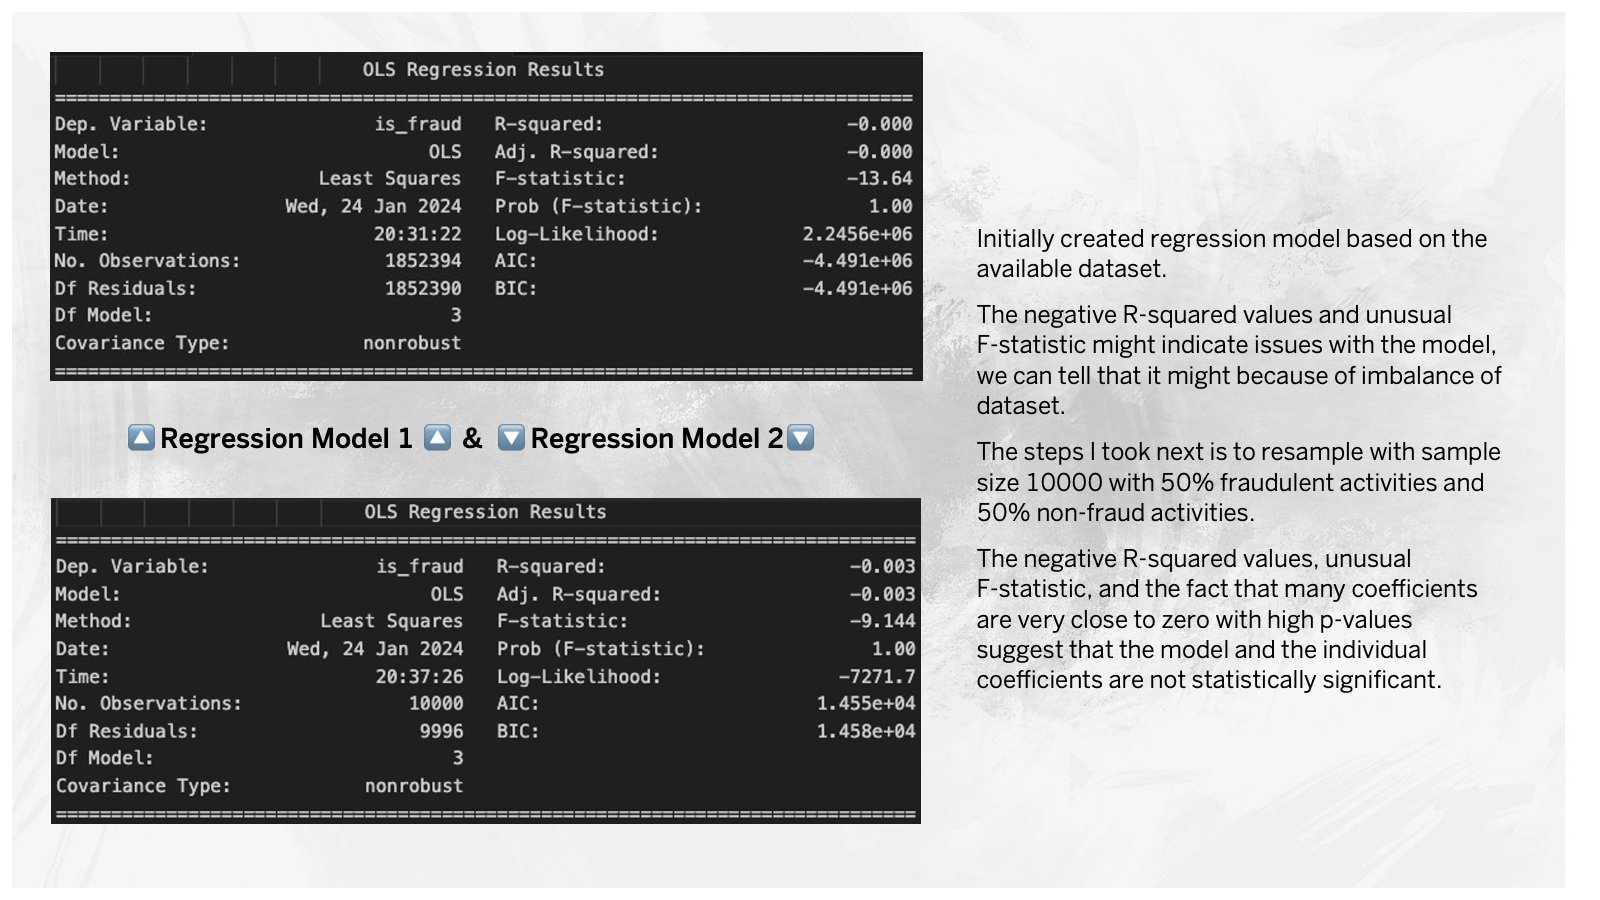 OLS Regression Results
==============================================================================
Dep. Variable: is_fraud R-squared: -0.000
Model: OLS Adj. R-squared: -0.000
Method: Least Squares F-statistic: -13.64
Date: Wed, 24 Jan 2024 Prob (F-statistic): 1.00
Time: 20:31:22 Log-Likelihood: 2.2456e+06
No. Observations: 1852394 AIC: -4.491e+06
Df Residuals: 1852390 BIC: -4.491e+06
Df Model: 3
Covariance Type: nonrobust
==============================================================================
🔼 Regression Model 1 🔼 & 🔽 Regression Model 2🔽
OLS Regression Results
==============================================================================
Dep. Variable: is_fraud R-squared: -0.003
Model: OLS Adj. R-squared: -0.003
Method: Least Squares F-statistic: -9.144
Date: Wed, 24 Jan 2024 Prob (F-statistic): 1.00
Time: 20:37:26 Log-Likelihood: -7271.7
No. Observations: 10000 AIC: 1.455e+04
Df Residuals: 9996 BIC: 1.458e+04
Df Model: 3
Covariance Type: nonrobust
==============================================================================
Initially created regression model based on the
available dataset.
The negative R-squared values and unusual
F-statistic might indicate issues with the model,
we can tell that it might because of imbalance of
dataset.
The steps I took next is to resample with sample
size 10000 with 50% fraudulent activities and
50% non-fraud activities.
The negative R-squared values, unusual
F-statistic, and the fact that many coefficients
are very close to zero with high p-values
suggest that the model and the individual
coefficients are not statistically significant.